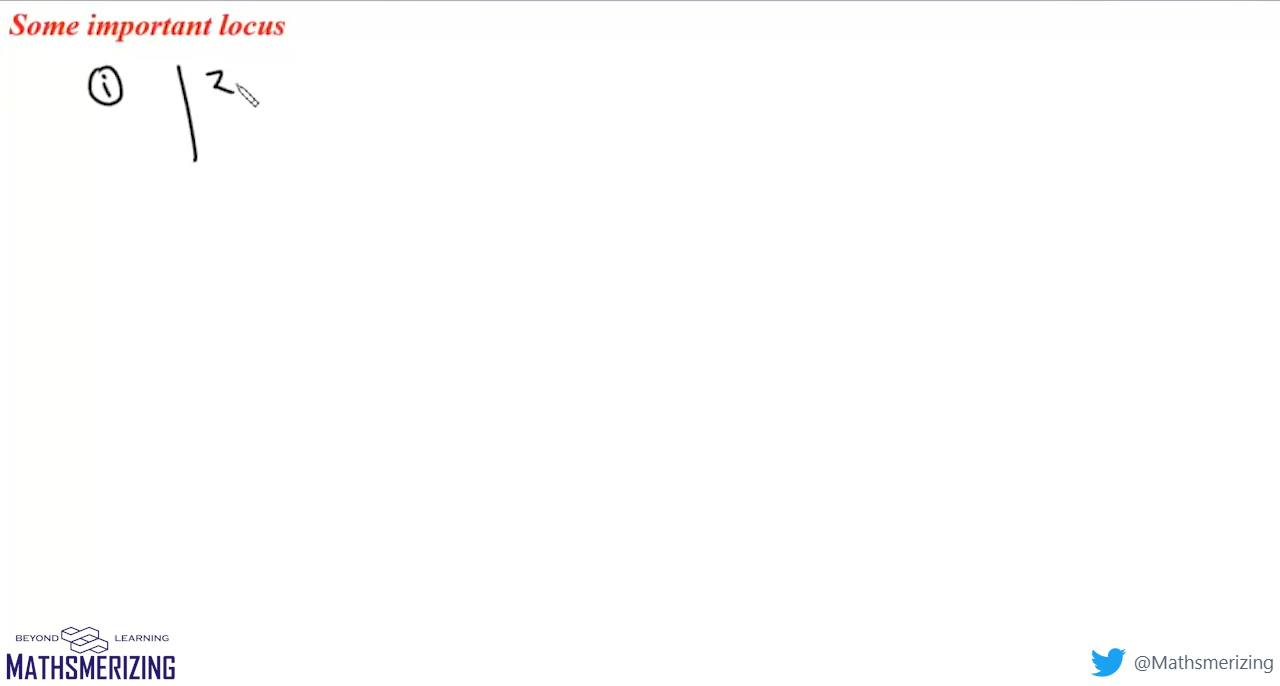 Some important locus
(i) |z
BEYOND LEARNING
MATHSMERIZING
@Mathsmerizing